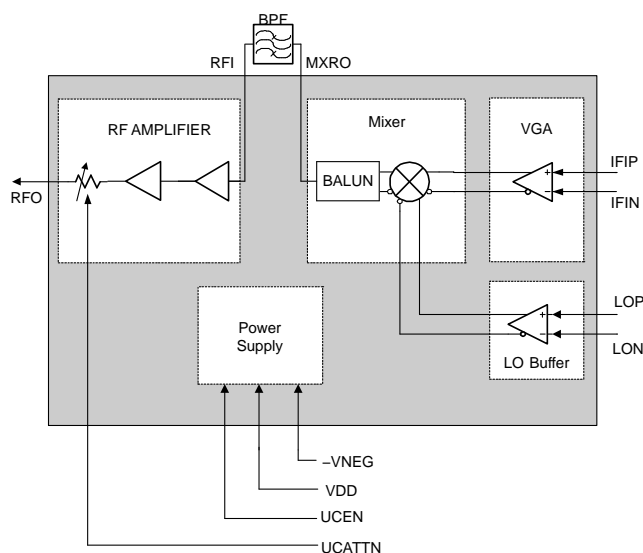 BPF
RFI
MXRO
RF AMPLIFIER
Mixer
VGA
BALUN
+
−
IFIP
IFIN
RFO
LOP
LON
+
−
LO Buffer
Power
Supply
−VNEG
VDD
UCEN
UCATTN